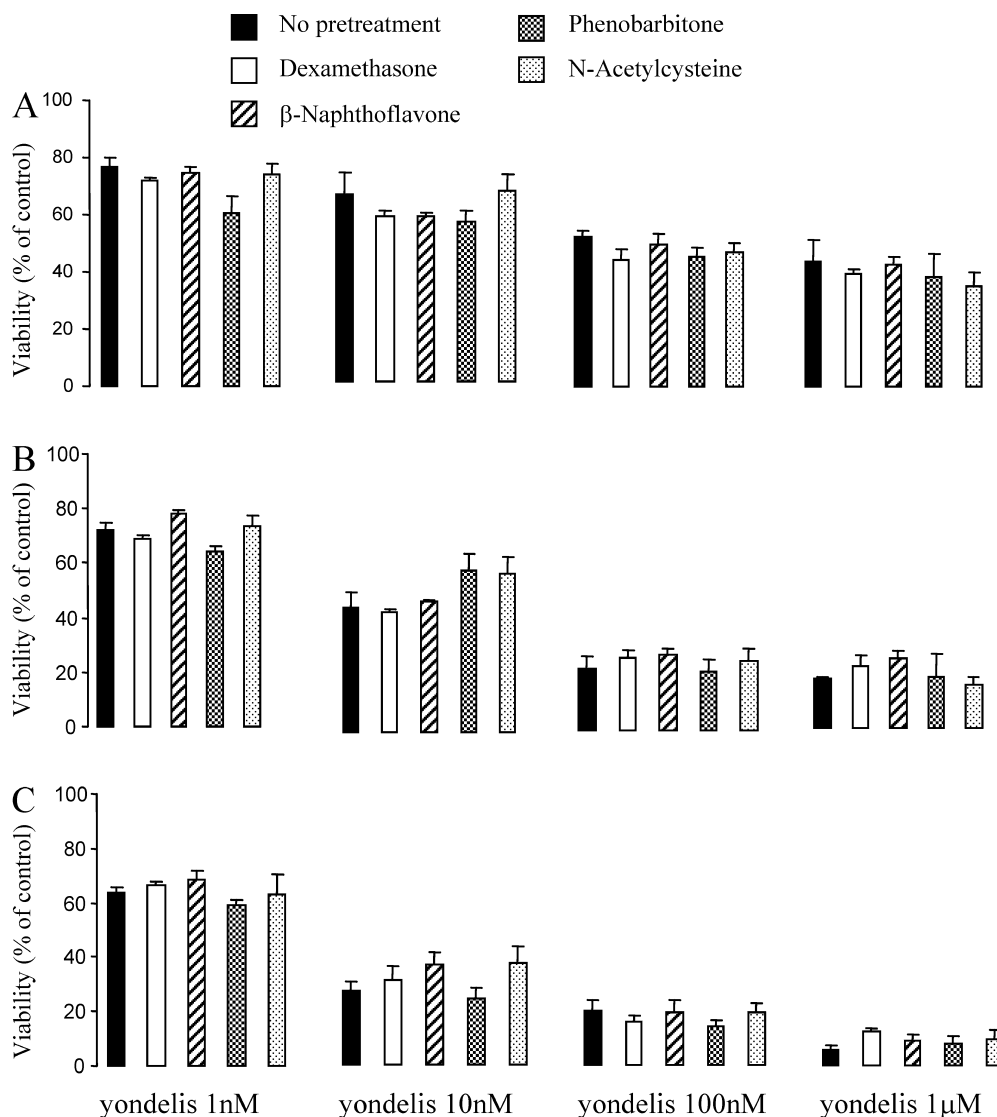 No pretreatment
Phenobarbitone
Dexamethasone
N-Acetylcysteine
β-Naphthoflavone
A
Viability (% of control)
100
80
60
40
20
0
B
Viability (% of control)
100
80
60
40
20
0
C
Viability (% of control)
100
80
60
40
20
0
yondelis 1nM
yondelis 10nM
yondelis 100nM
yondelis 1μM